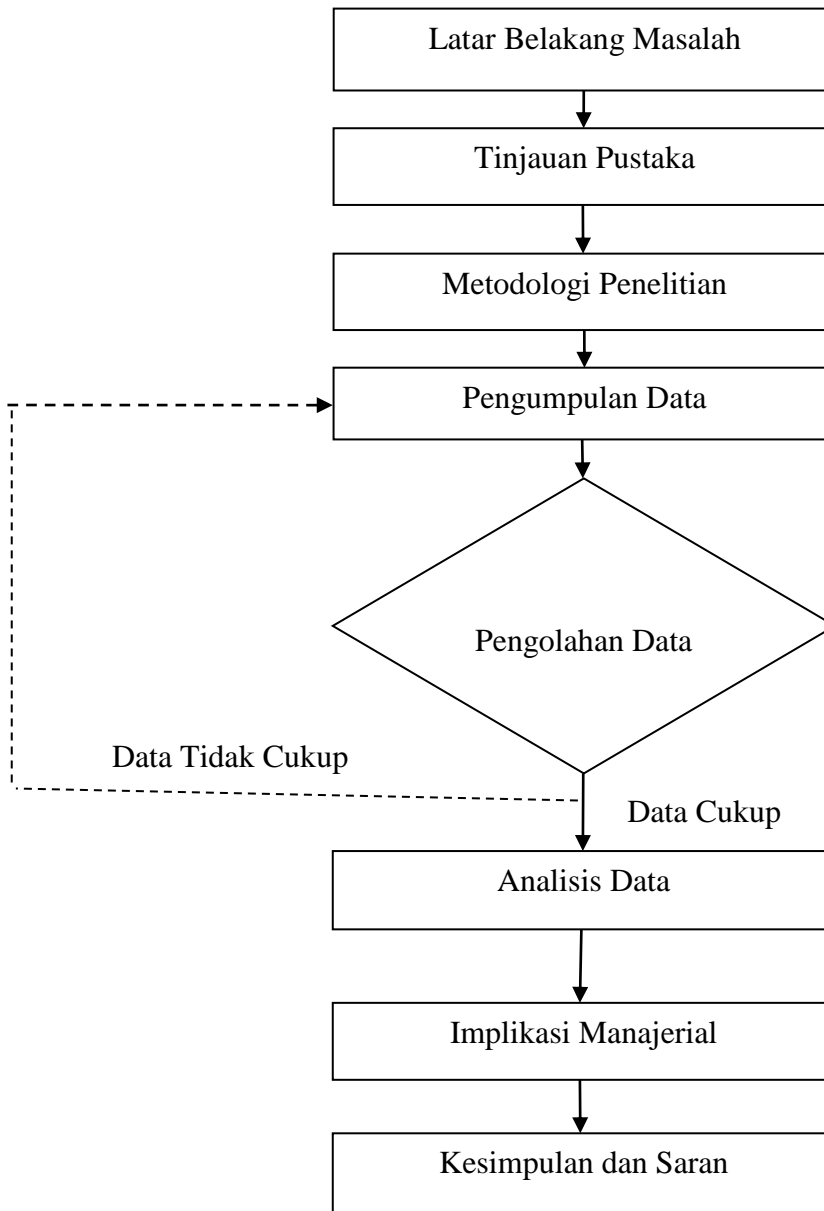 Latar Belakang Masalah
Tinjauan Pustaka
Metodologi Penelitian
Pengumpulan Data
Pengolahan Data
Data Tidak Cukup
Data Cukup
Analisis Data
Implikasi Manajerial
Kesimpulan dan Saran